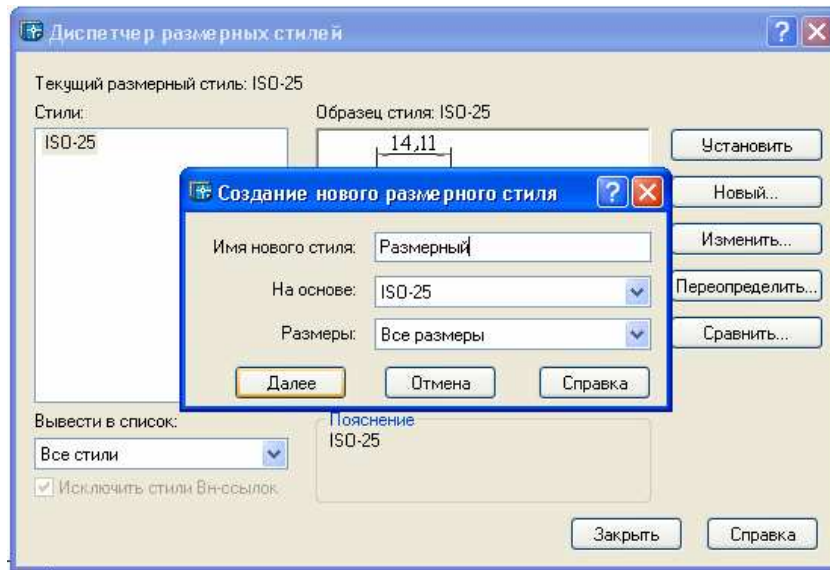 Диспетчер размерных стилей
Текущий размерный стиль: ISO-25
Стили:
Образец стиля: ISO-25
ISO-25
14,11
Установить
Новый...
Изменить...
Переопределить...
Сравнить...
Создание нового размерного стиля
Имя нового стиля: Размерный
На основе: ISO-25
Размеры: Все размеры
Далее
Отмена
Справка
Вывести в список:
Все стили
Исключить стили Вн-ссылок
Пояснение
ISO-25
Закрыть
Справка